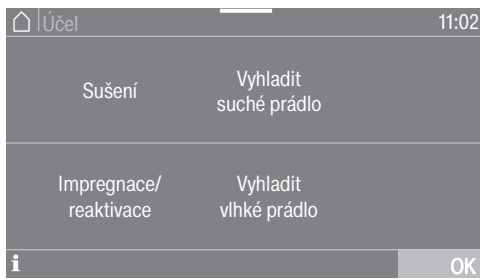 Účel 11:02
Sušení
Vyhladit
suché prádlo
Impregnace/
reaktivace
Vyhladit
vlhké prádlo
i OK